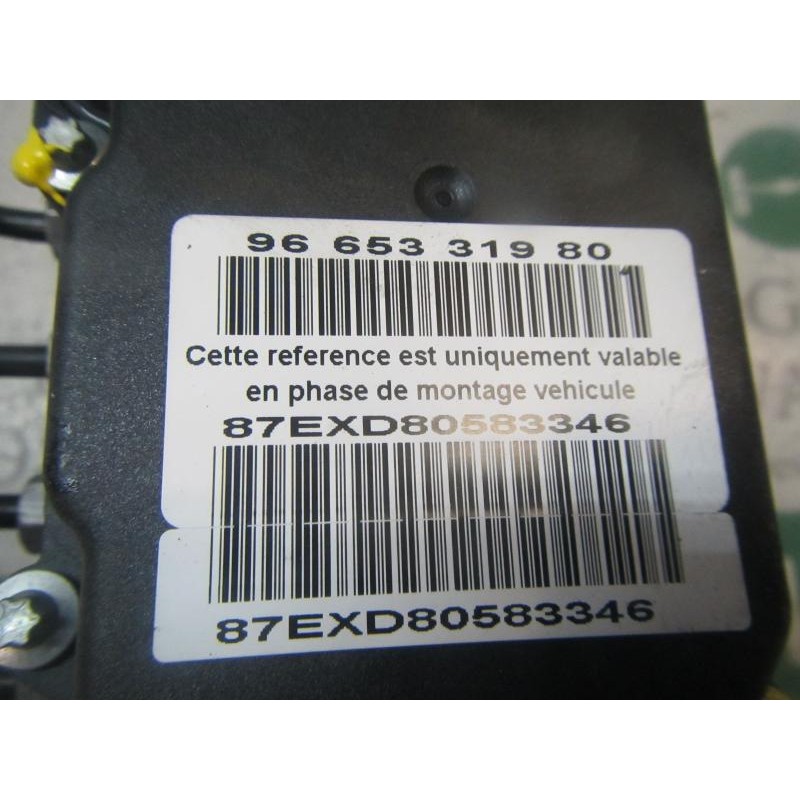 96 653 319 80
Cette reference est uniquement valable
en phase de montage vehicule
87EXD80583346
87EXD80583346